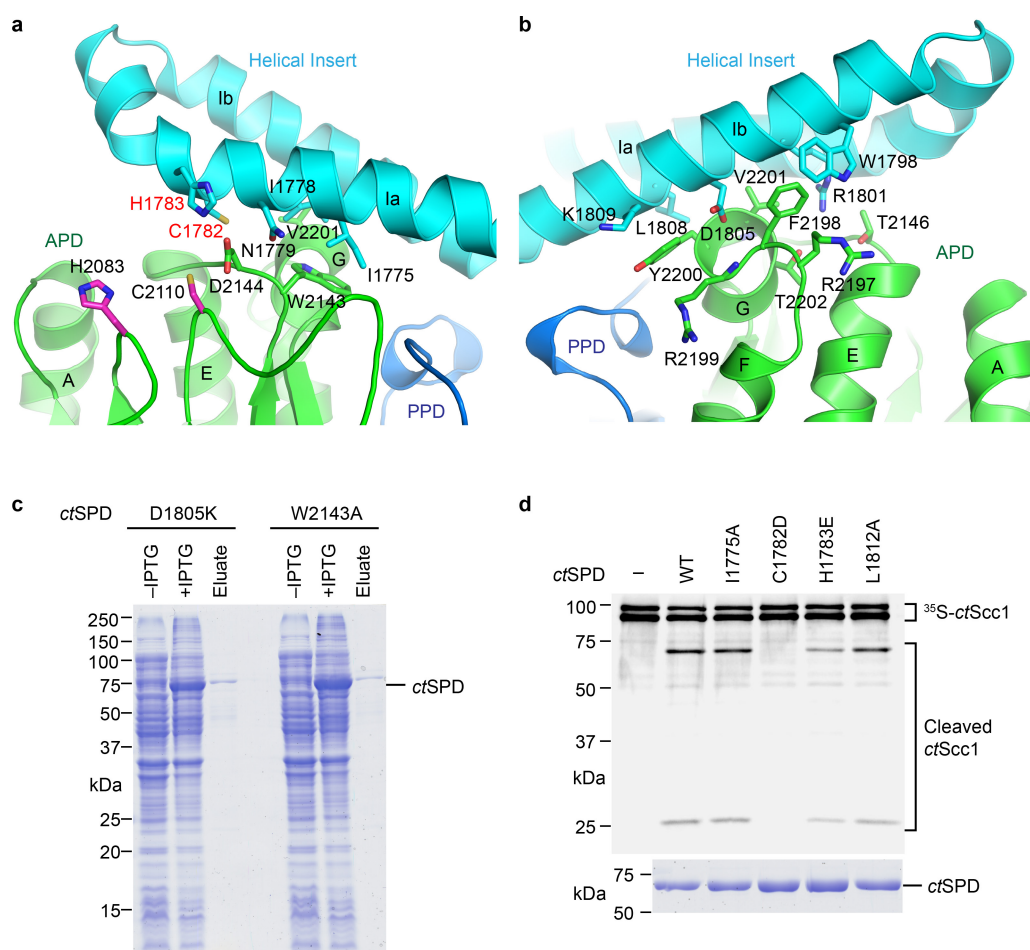 a
Helical Insert
Ib
Ia
H1783
I1778
C1782
V2201
N1779
APD
G
I1775
H2083
C2110
D2144
W2143
A
E
PPD
b
Helical Insert
Ib
Ia
W1798
V2201
R1801
K1809
F2198
T2146
L1808
D1805
APD
Y2200
R2197
G
T2202
PPD
R2199
F
E
A
c
ctSPD
D1805K
W2143A
–IPTG
+IPTG
Eluate
–IPTG
+IPTG
Eluate
250
150
100
75
50
37
kDa
25
20
15
ctSPD
d
ctSPD
–
WT
I1775A
C1782D
H1783E
L1812A
100
75
50
37
kDa
25
³⁵S-ctScc1
Cleaved
ctScc1
75
kDa
50
ctSPD